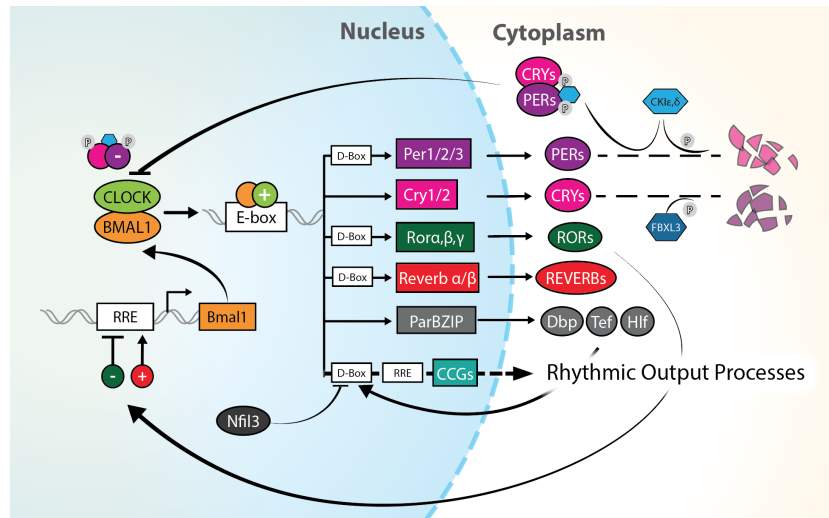 Nucleus
Cytoplasm
CRYs
P
PERs
P
CKIε,δ
P
P
P
-
CLOCK
BMAL1
+
E-box
D-Box
Per1/2/3
PERs
Cry1/2
CRYs
P
FBXL3
D-Box
Rorα,β,γ
RORs
D-Box
Reverb α/β
REVERBs
RRE
Bmal1
ParBZIP
Dbp
Tef
Hlf
-
+
D-Box
RRE
CCGs
Rhythmic Output Processes
Nfil3